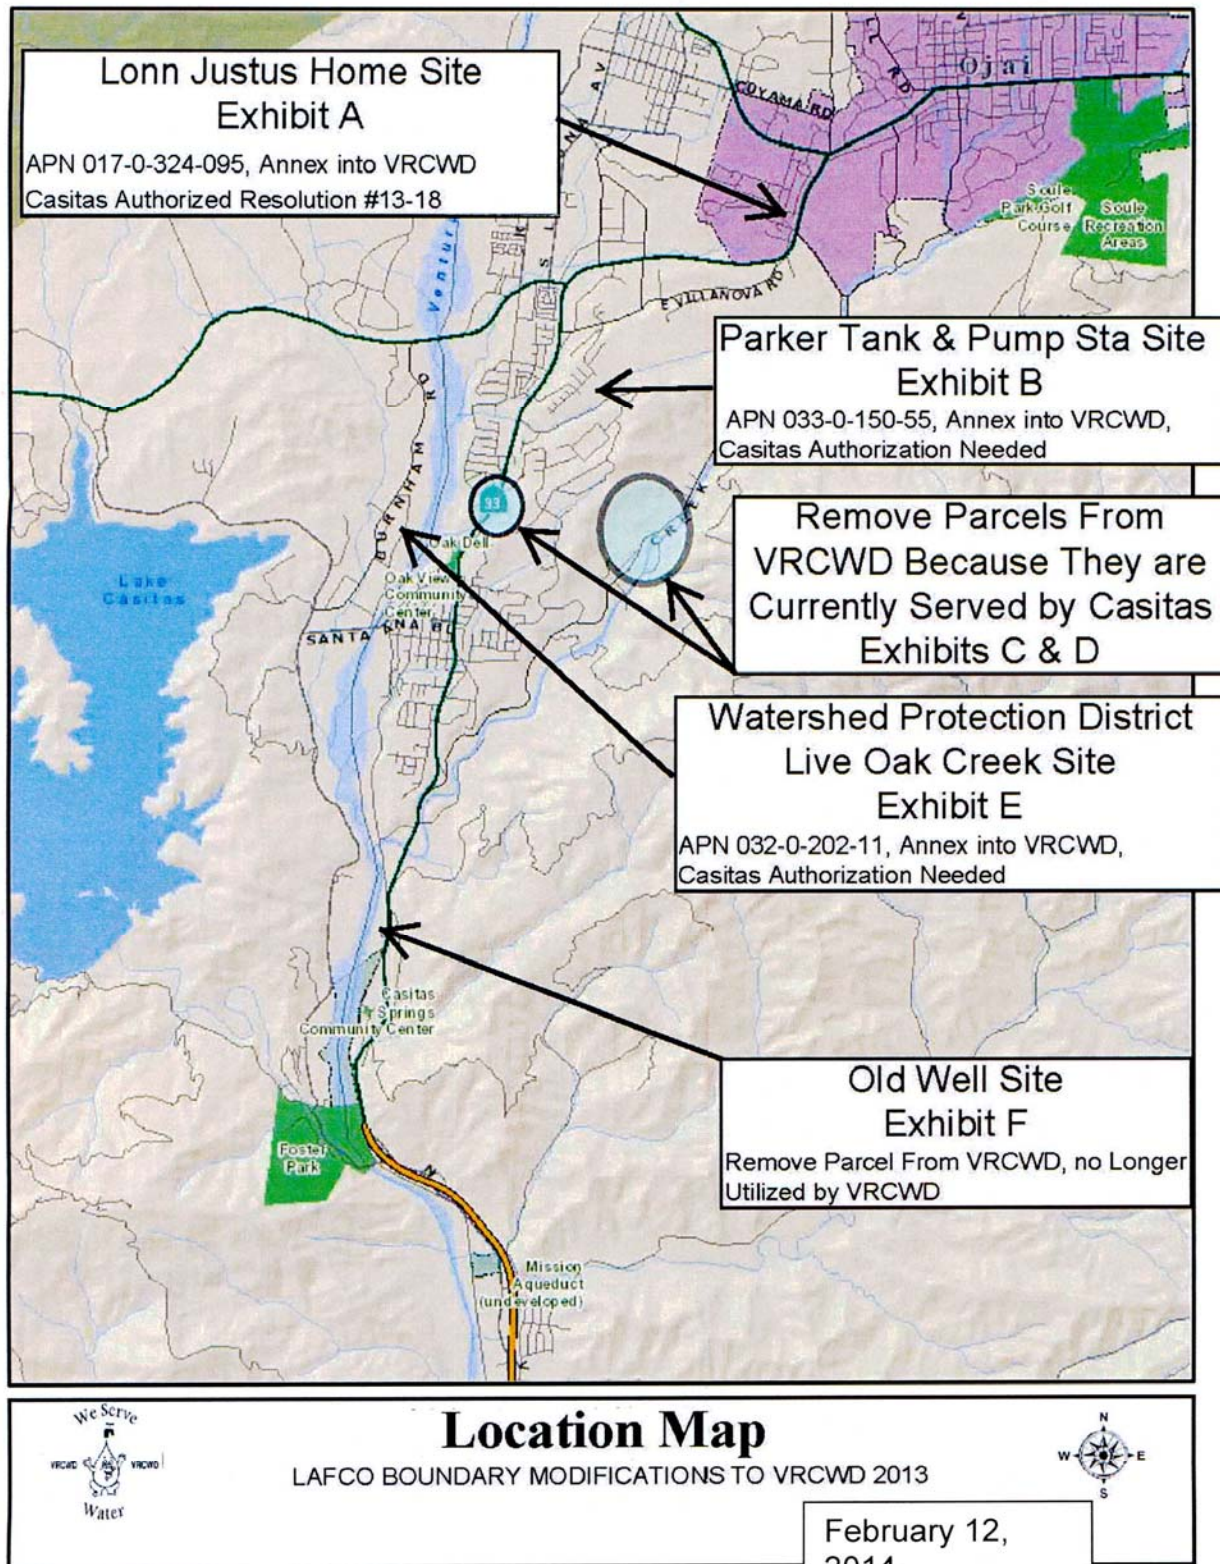 Lonn Justus Home Site
Exhibit A
APN 017-0-324-095, Annex into VRCWD
Casitas Authorized Resolution #13-18
Ojai
CUYAMA RD
Soule
Park Golf
Course
Soule
Recreation
Areas
E VILLANOVA RD
Parker Tank & Pump Sta Site
Exhibit B
APN 033-0-150-55, Annex into VRCWD,
Casitas Authorization Needed
BURNHAM RD
33
CREEK
Remove Parcels From
VRCWD Because They are
Currently Served by Casitas
Exhibits C & D
Oak Dell
Oak View
Community
Center
Lake
Casitas
SANTA ANA BL
Watershed Protection District
Live Oak Creek Site
Exhibit E
APN 032-0-202-11, Annex into VRCWD,
Casitas Authorization Needed
Casitas
Springs
Community Center
Old Well Site
Exhibit F
Remove Parcel From VRCWD, no Longer
Utilized by VRCWD
Foster
Park
Mission
Aqueduct
(undeveloped)
We Serve
VRCWD VRCWD
Water
Location Map
LAFCO BOUNDARY MODIFICATIONS TO VRCWD 2013
N
W E
S
February 12,
2014